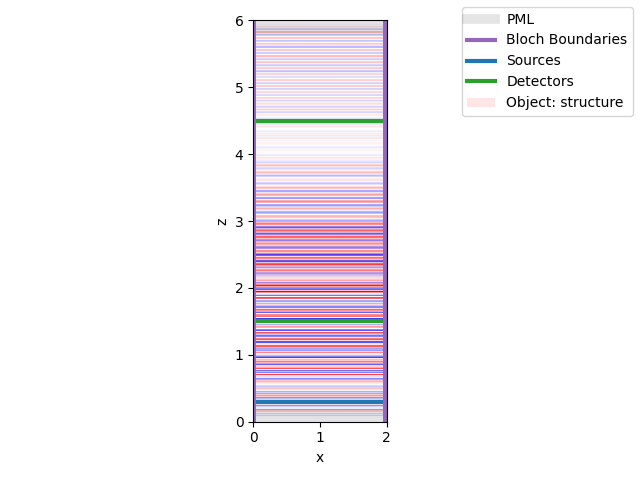 PML
Bloch Boundaries
Sources
Detectors
Object: structure
6
5
4
3
2
1
0
z
0 1 2
x